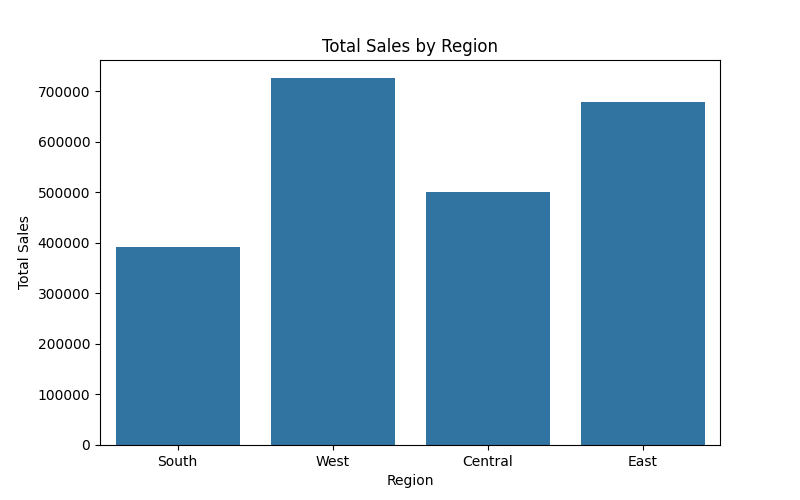 Total Sales by Region
Total Sales
700000
600000
500000
400000
300000
200000
100000
0
South West Central East
Region